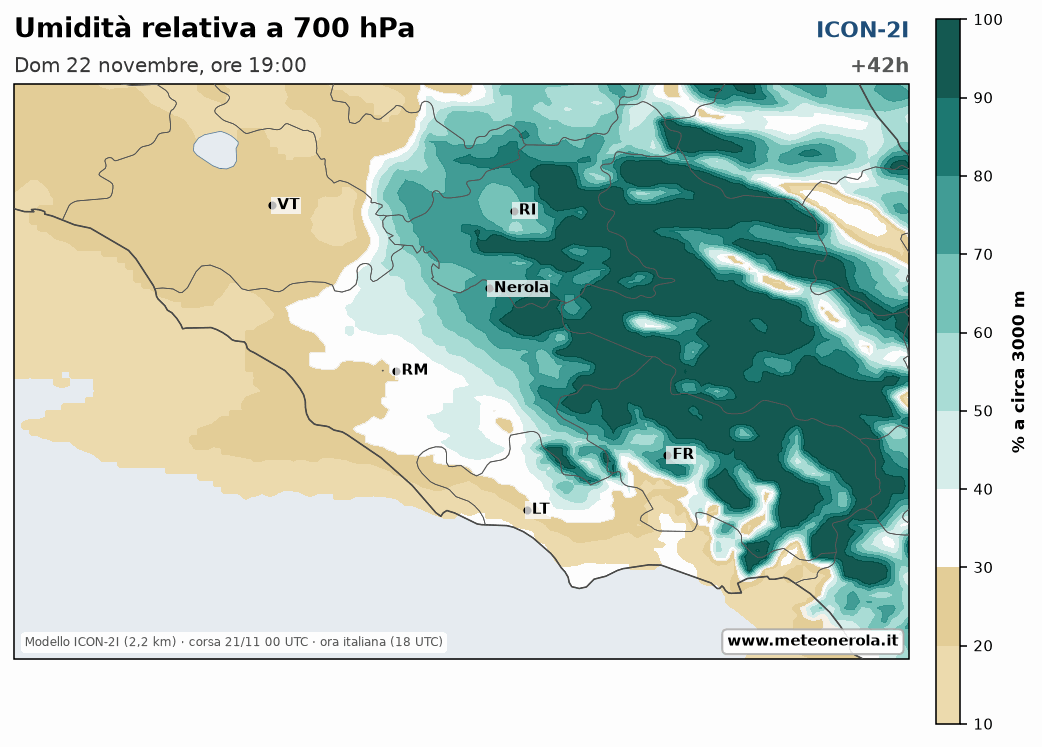 Umidità relativa a 700 hPa
ICON-2I
Dom 22 novembre, ore 19:00
+42h
VT
RI
Nerola
RM
FR
LT
Modello ICON-2I (2,2 km) · corsa 21/11 00 UTC · ora italiana (18 UTC)
www.meteonerola.it
100
90
80
70
60
50
40
30
20
10
% a circa 3000 m